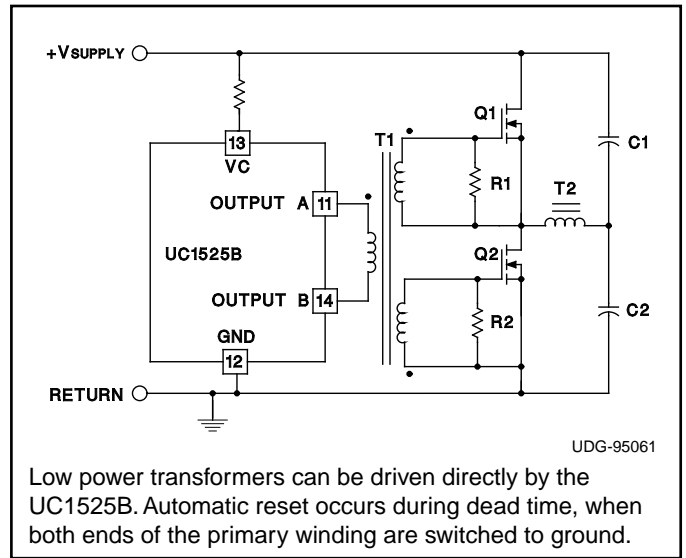 +VSUPPLY
Q1
13
T1
C1
VC
R1
T2
OUTPUT A 11
UC1525B
Q2
OUTPUT B 14
C2
GND
R2
12
RETURN
UDG-95061
Low power transformers can be driven directly by the
UC1525B. Automatic reset occurs during dead time, when
both ends of the primary winding are switched to ground.